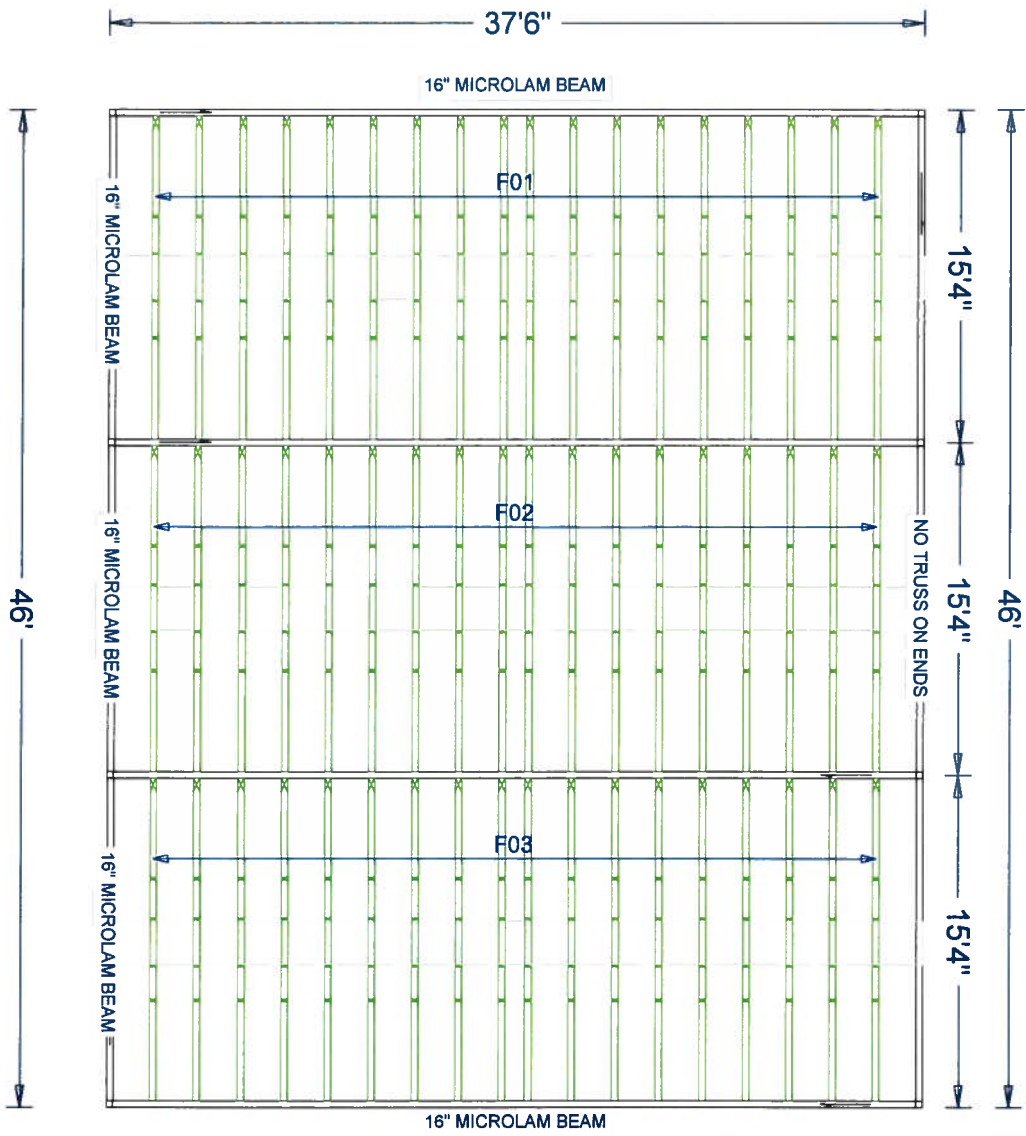 37'6"
16" MICROLAM BEAM
F01
16" MICROLAM BEAM
15'4"
F02
16" MICROLAM BEAM
NO TRUSS ON ENDS
15'4"
46'
46'
F03
16" MICROLAM BEAM
15'4"
16" MICROLAM BEAM